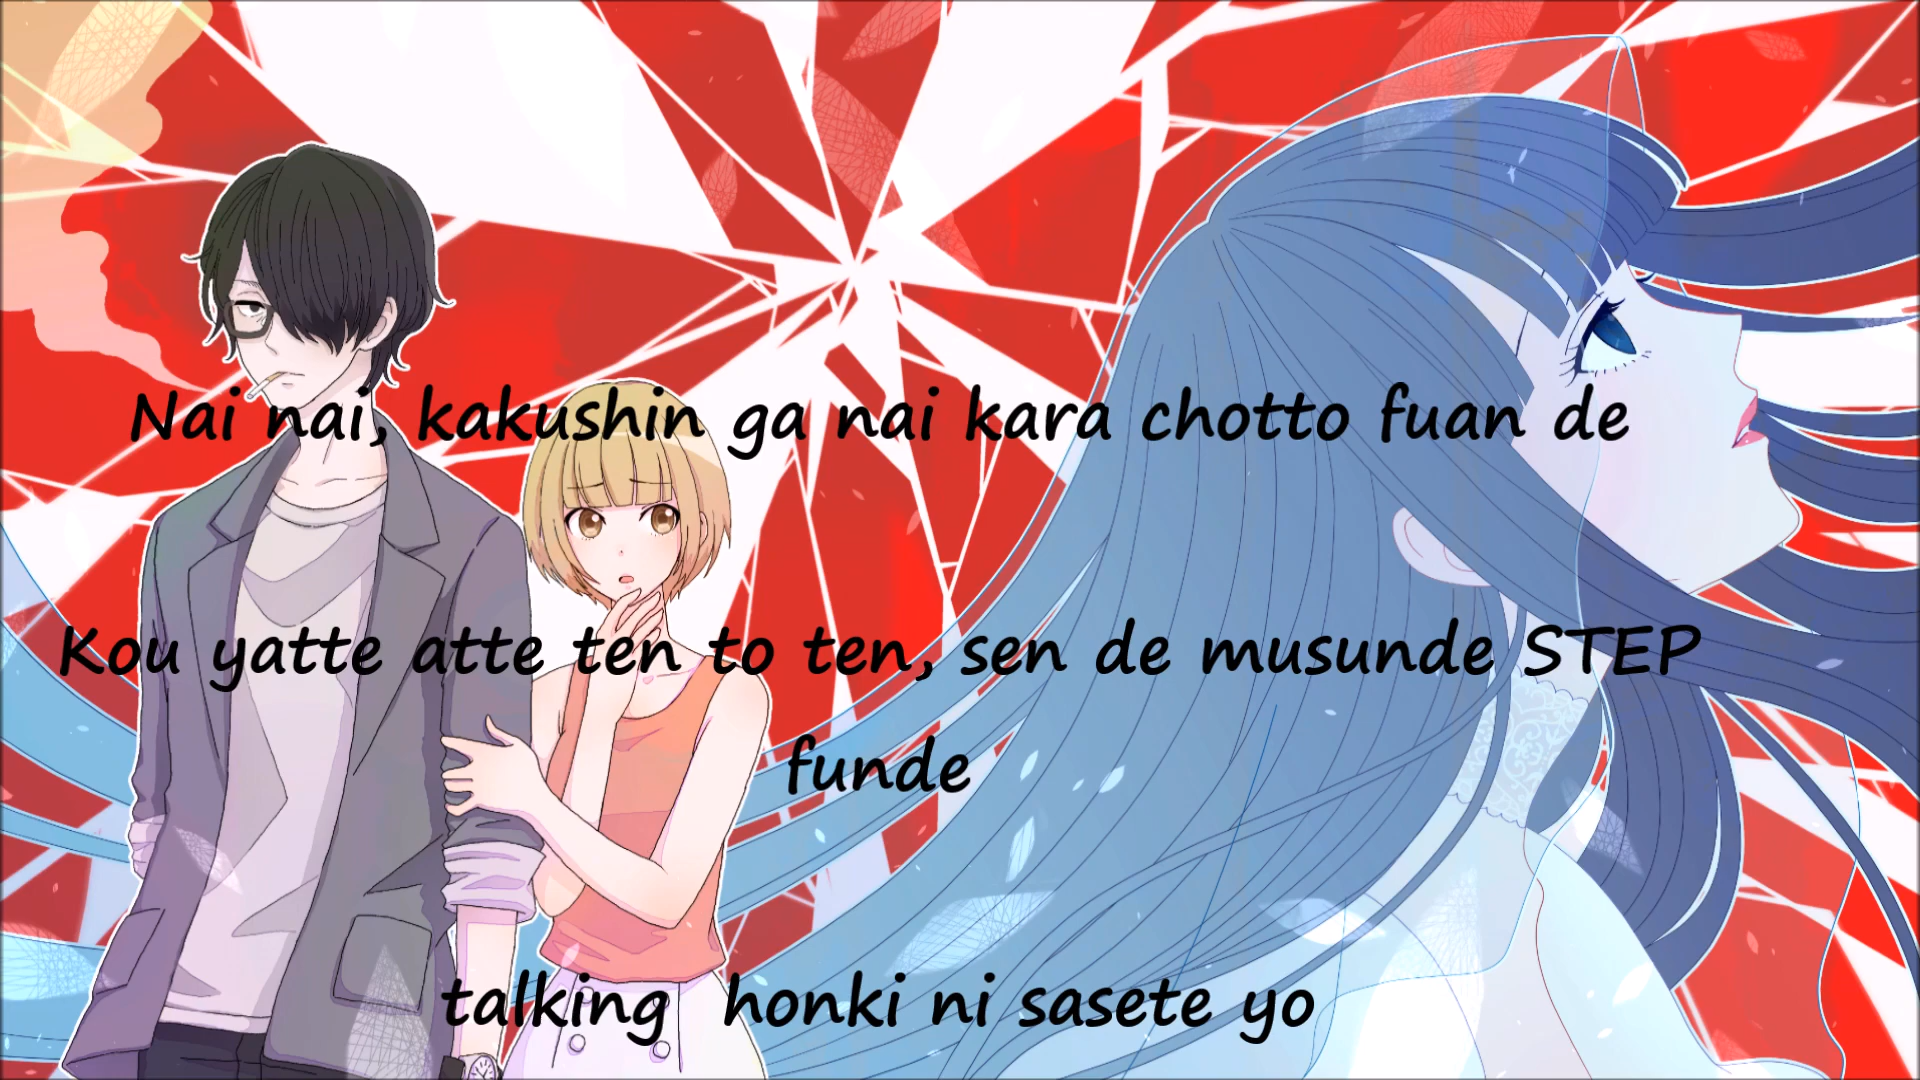 Nai nai, kakushin ga nai kara chotto fuan de
Kou yatte atte ten to ten, sen de musunde STEP
funde
talking honki ni sasete yo